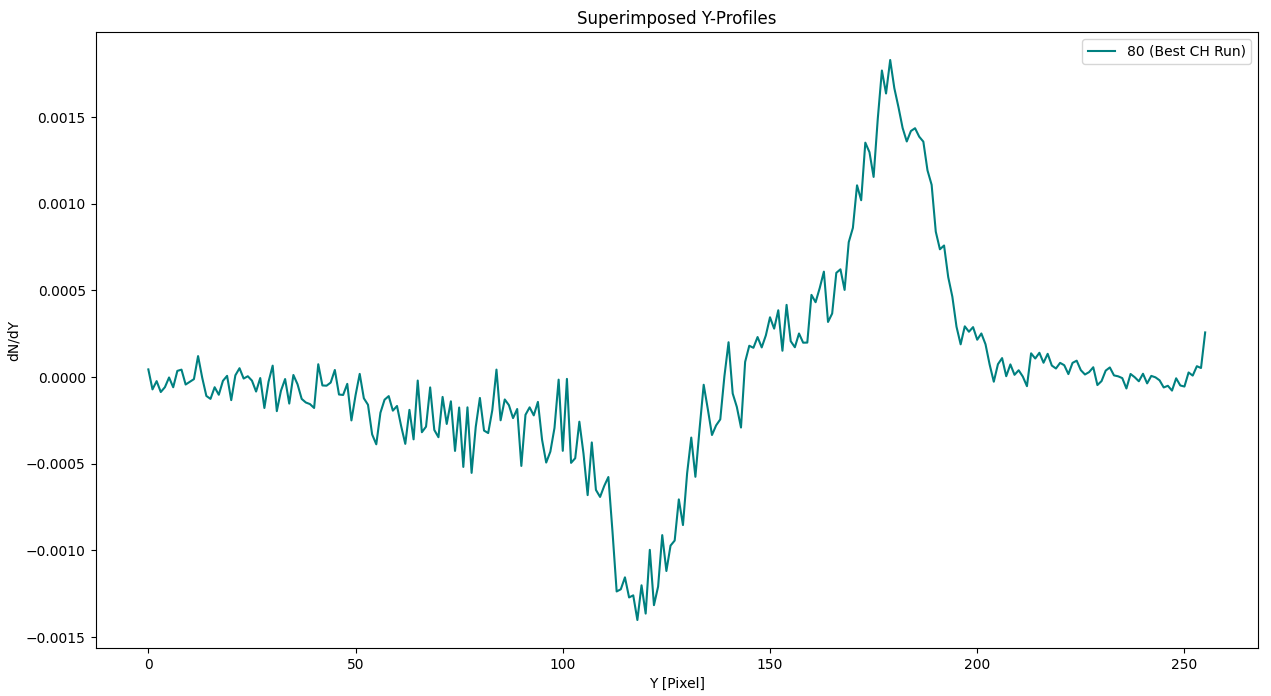 Superimposed Y-Profiles
80 (Best CH Run)
dN/dY
0.0015
0.0010
0.0005
0.0000
−0.0005
−0.0010
−0.0015
0 50 100 150 200 250
Y [Pixel]